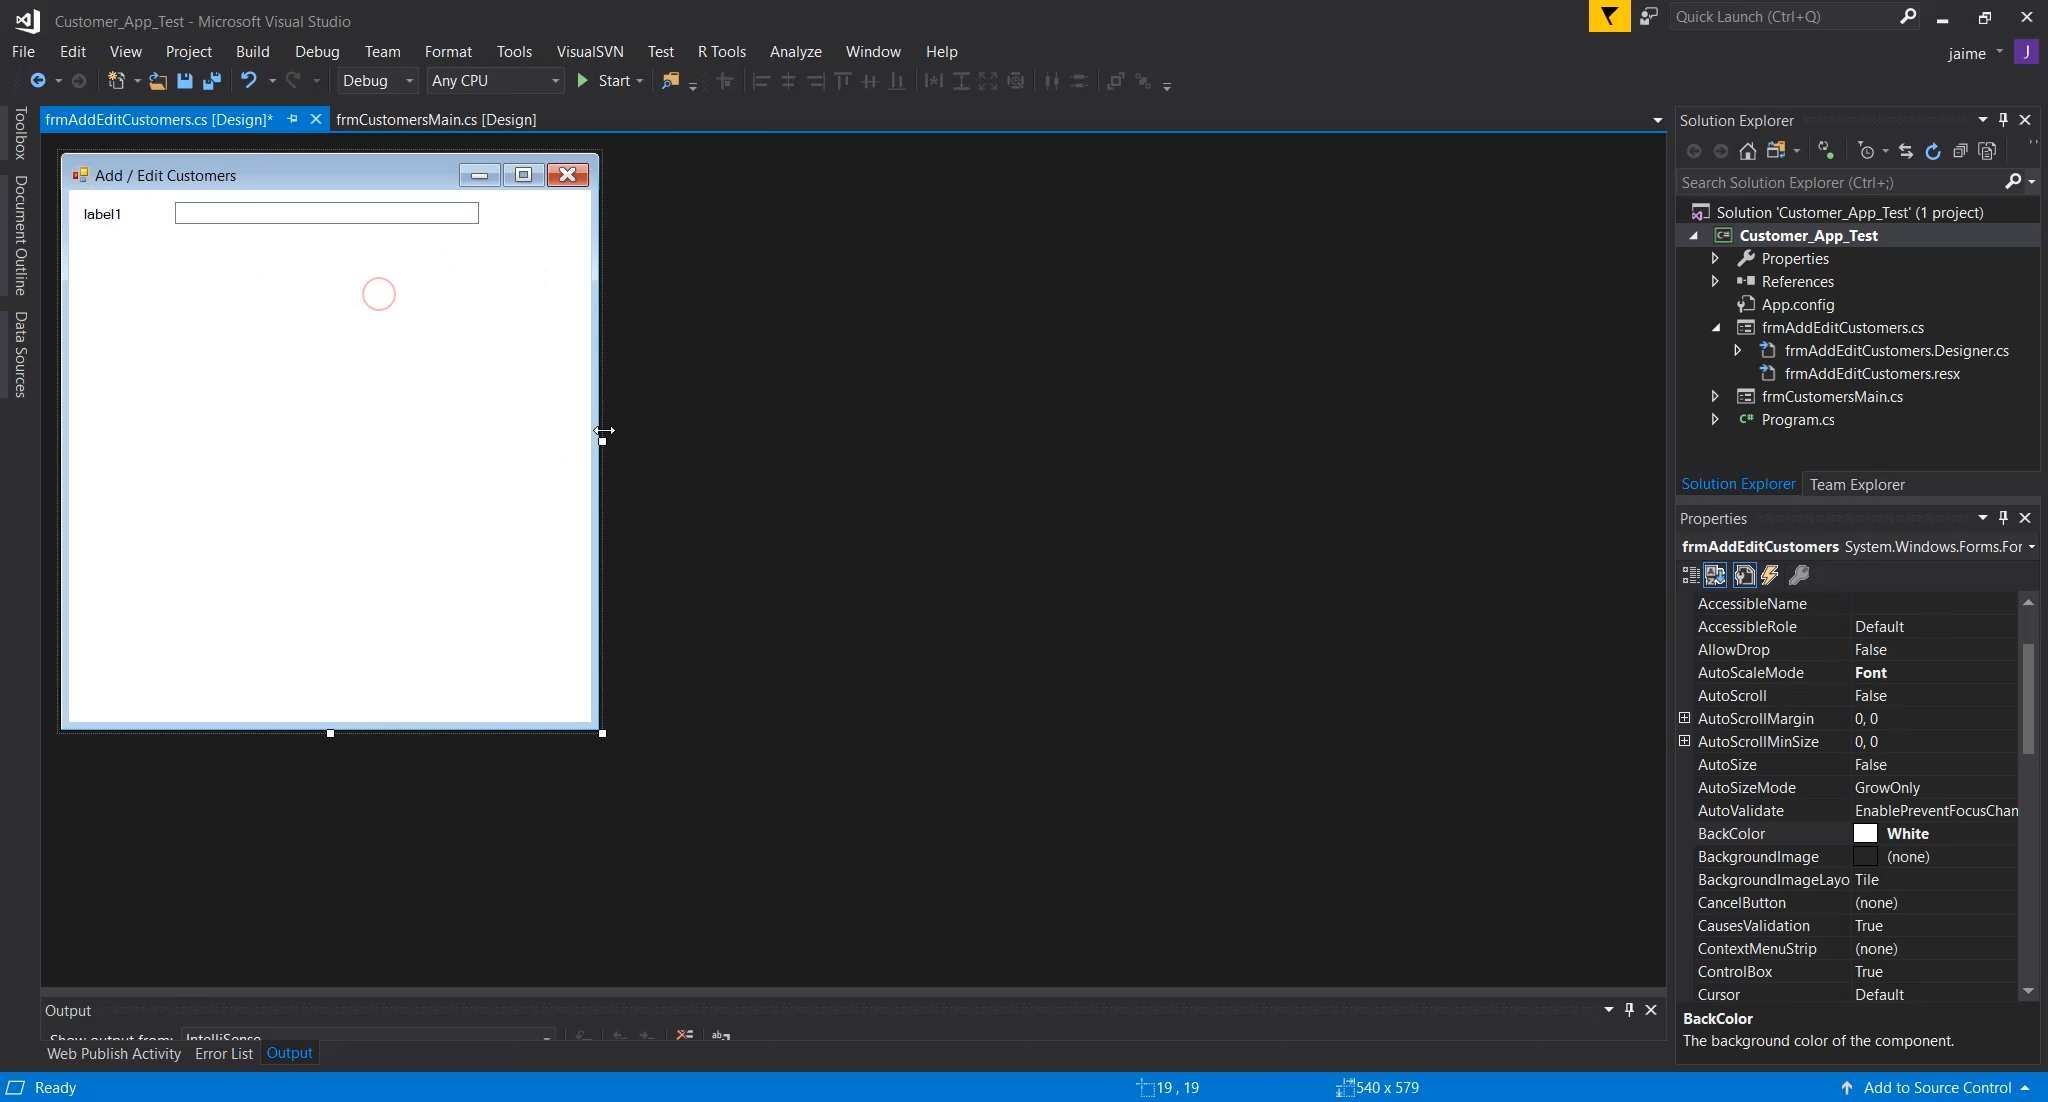 Customer_App_Test - Microsoft Visual Studio
Quick Launch (Ctrl+Q)
File Edit View Project Build Debug Team Format Tools VisualSVN Test R Tools Analyze Window Help
jaime J
Debug Any CPU Start
Toolbox
Document Outline
Data Sources
frmAddEditCustomers.cs [Design]* frmCustomersMain.cs [Design]
Add / Edit Customers
label1
Solution Explorer
Search Solution Explorer (Ctrl+;)
Solution 'Customer_App_Test' (1 project)
C# Customer_App_Test
Properties
References
App.config
frmAddEditCustomers.cs
frmAddEditCustomers.Designer.cs
frmAddEditCustomers.resx
frmCustomersMain.cs
C# Program.cs
Solution Explorer Team Explorer
Properties
frmAddEditCustomers System.Windows.Forms.For
AccessibleName
AccessibleRole Default
AllowDrop False
AutoScaleMode Font
AutoScroll False
AutoScrollMargin 0, 0
AutoScrollMinSize 0, 0
AutoSize False
AutoSizeMode GrowOnly
AutoValidate EnablePreventFocusChan
BackColor White
BackgroundImage (none)
BackgroundImageLayo Tile
CancelButton (none)
CausesValidation True
ContextMenuStrip (none)
ControlBox True
Cursor Default
BackColor
The background color of the component.
Output
Show output from: IntelliSense
Web Publish Activity Error List Output
Ready 19 , 19 540 x 579 Add to Source Control